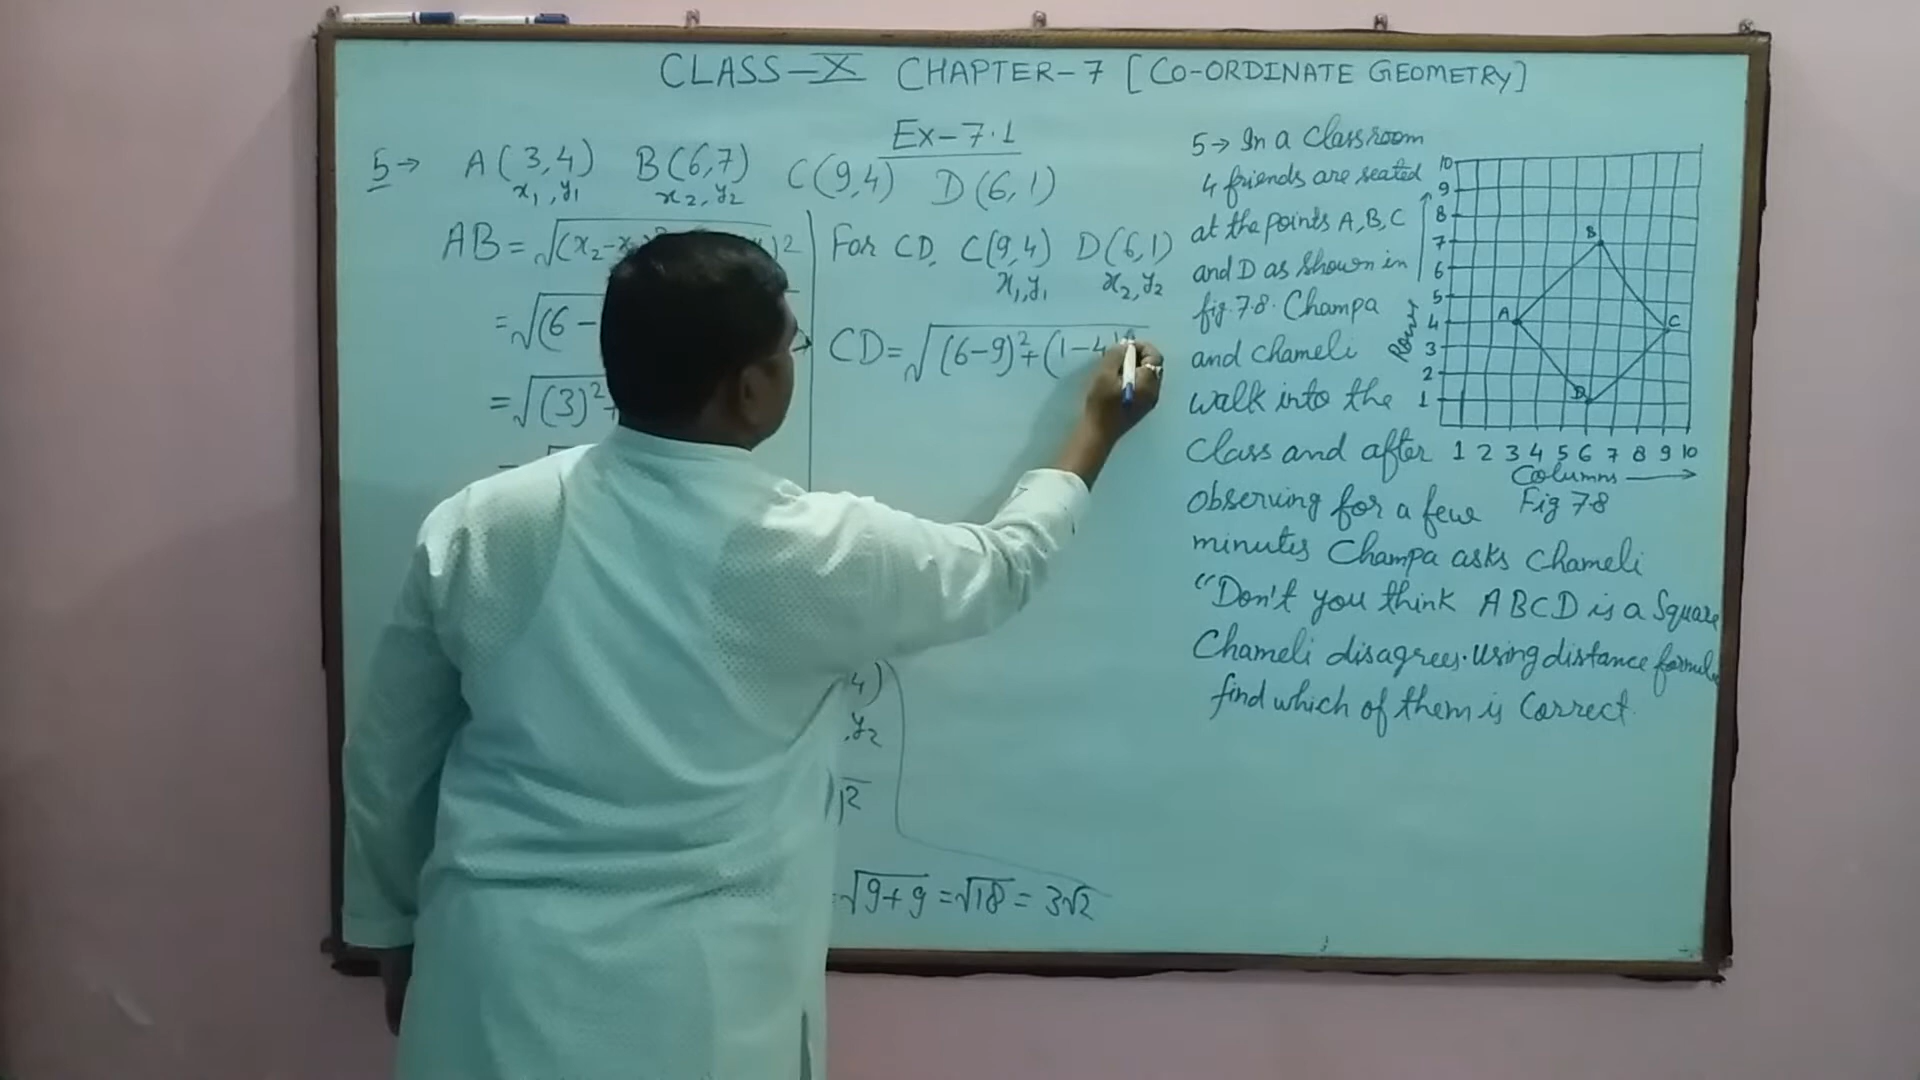 CLASS-X CHAPTER-7 [CO-ORDINATE GEOMETRY]
Ex-7.1
5→ A(3,4) B(6,7) C(9,4) D(6,1)
x₁,y₁ x₂,y₂
AB=√(x₂-x )2
=√(6-
=√(3)²+
For CD, C(9,4) D(6,1)
x₁,y₁ x₂,y₂
CD=√(6-9)²+(1-4)
4)
,y₂
)²
=√9+9=√18=3√2
5→ In a Classroom
4 friends are seated
at the points A,B,C
and D as shown in
fig 7.8. Champa
and chameli
walk into the
class and after
observing for a few
minutes Champa asks Chameli
"Don't you think ABCD is a Square
Chameli disagrees. Using distance
find which of them is Correct.
10
9
8
7
6
5
4
3
2
1
Rows
A
B
C
D
1 2 3 4 5 6 7 8 9 10
Columns →
Fig 7.8